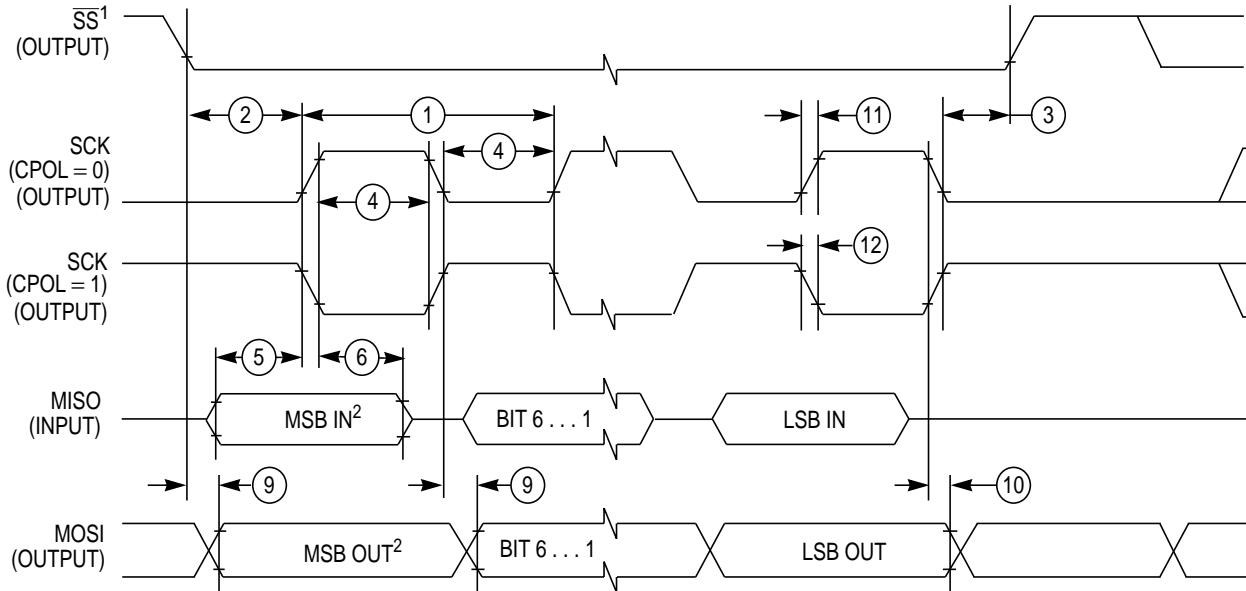 S̅S̅¹
(OUTPUT)
2
1
11
3
SCK
(CPOL = 0)
(OUTPUT)
4
4
SCK
(CPOL = 1)
(OUTPUT)
12
5
6
MISO
(INPUT)
MSB IN²
BIT 6 . . . 1
LSB IN
9
9
10
MOSI
(OUTPUT)
MSB OUT²
BIT 6 . . . 1
LSB OUT